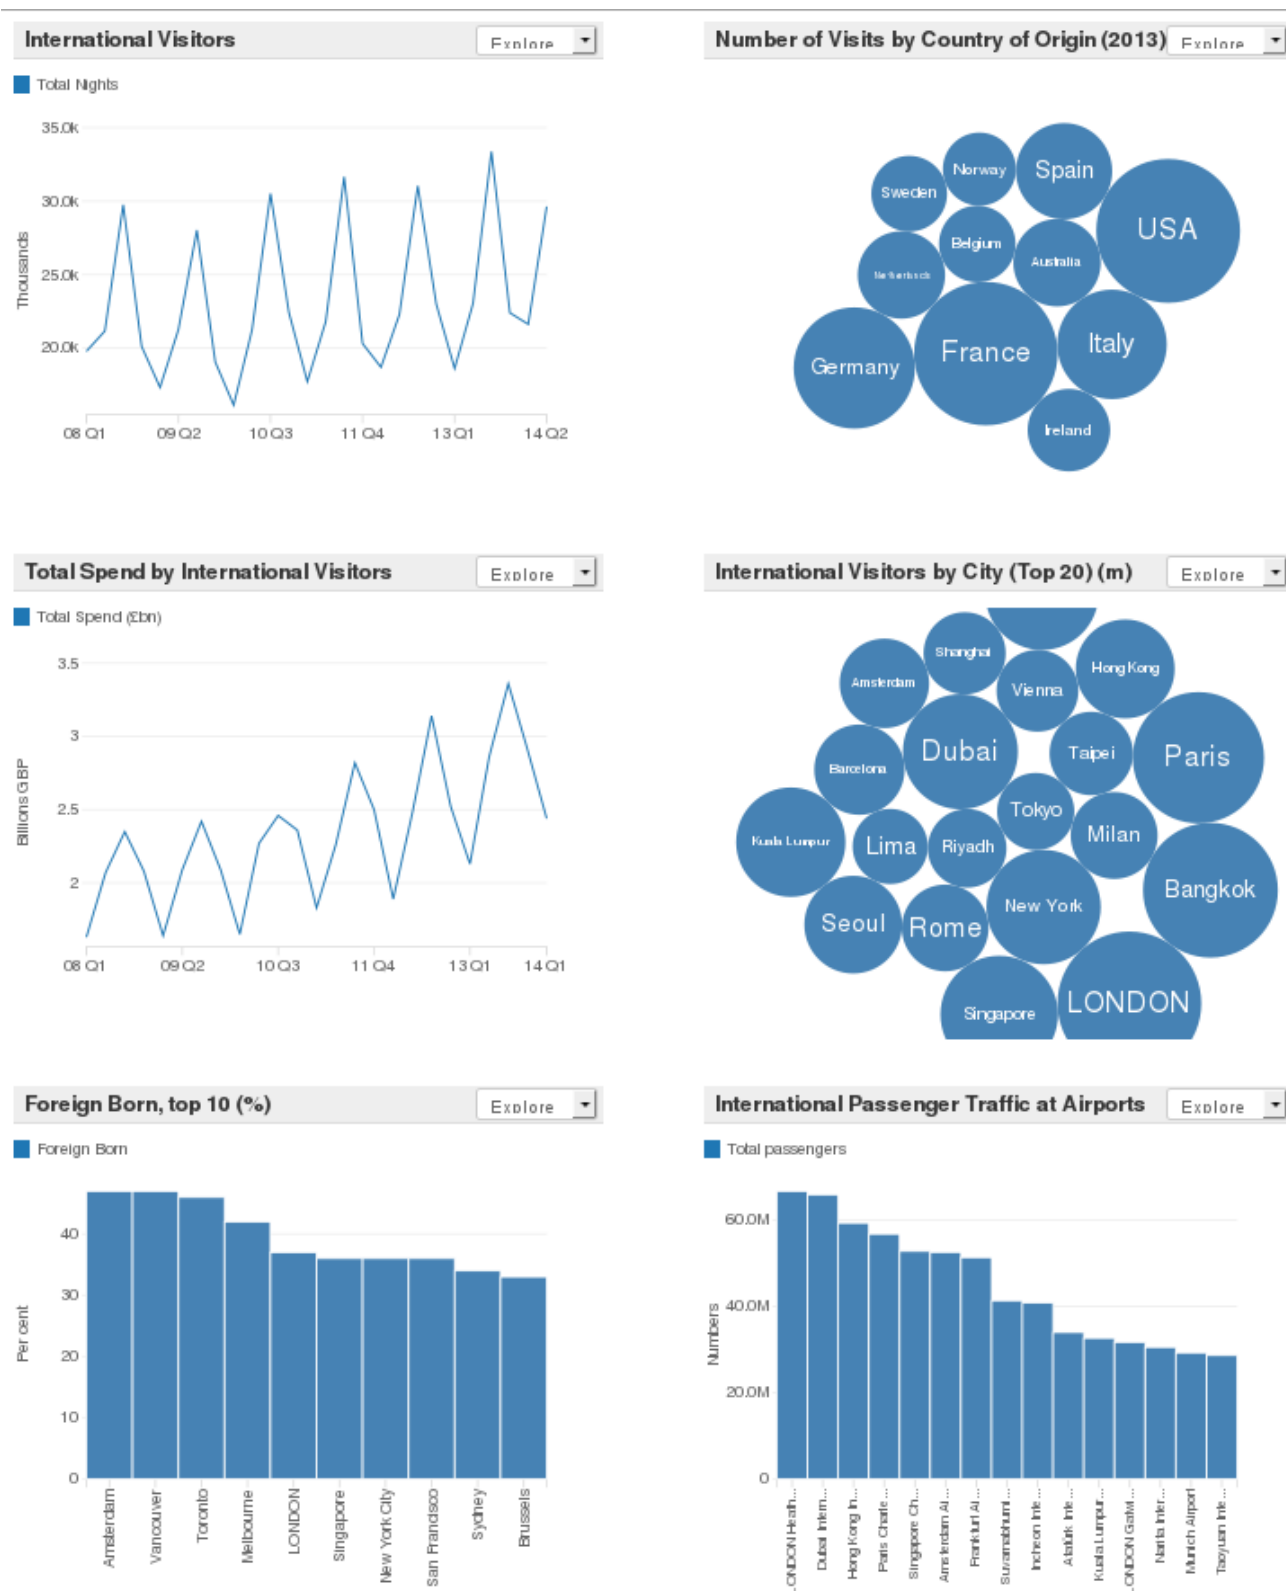 International Visitors
Explore
Total Nights
35.0k
30.0k
25.0k
20.0k
Thousands
08 Q1
09 Q2
10 Q3
11 Q4
13 Q1
14 Q2
Number of Visits by Country of Origin (2013)
Explore
Norway
Spain
Sweden
USA
Belgium
Australia
Netherlands
Germany
France
Italy
Ireland
Total Spend by International Visitors
Explore
Total Spend (£bn)
3.5
3
2.5
2
Billions GBP
08 Q1
09 Q2
10 Q3
11 Q4
13 Q1
14 Q1
International Visitors by City (Top 20) (m)
Explore
Shanghai
Hong Kong
Amsterdam
Vienna
Dubai
Taipei
Paris
Barcelona
Tokyo
Milan
Kuala Lumpur
Lima
Riyadh
Bangkok
Seoul
Rome
New York
LONDON
Singapore
Foreign Born, top 10 (%)
Explore
Foreign Born
40
30
20
10
0
Per cent
Amsterdam
Vancouver
Toronto
Melbourne
LONDON
Singapore
New York City
San Francisco
Sydney
Brussels
International Passenger Traffic at Airports
Explore
Total passengers
60.0M
40.0M
20.0M
0
Numbers
LONDON Heath...
Dubai Intern...
Hong Kong In...
Paris Charle...
Singapore Ch...
Amsterdam Ai...
Frankfurt Ai...
Suvarnabhumi...
Incheon Inte...
Atatürk Inte...
Kuala Lumpur...
LONDON Gatwi...
Narita Inter...
Munich Airport
Taoyuan Inte...